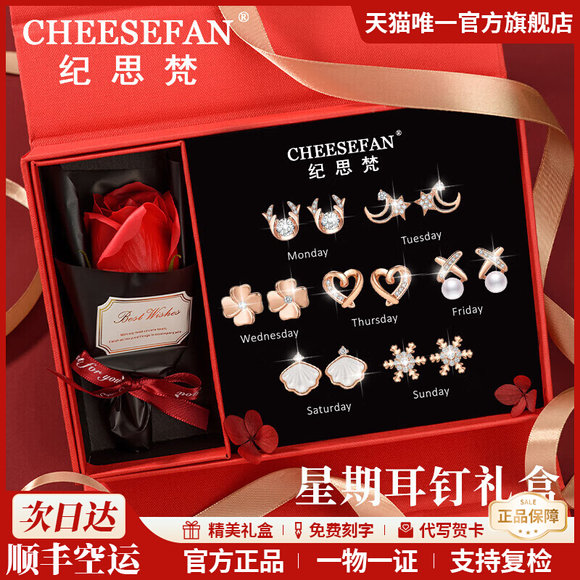 CHEESEFAN®
纪思梵
天猫唯一官方旗舰店
CHEESEFAN®
纪思梵
Monday
Tuesday
Wednesday
Thursday
Friday
Saturday
Sunday
Best Wishes
for you
星期耳钉礼盒
SALE
正品保障
次日达
顺丰空运
精美礼盒
免费刻字
代写贺卡
官方正品
一物一证
支持复检